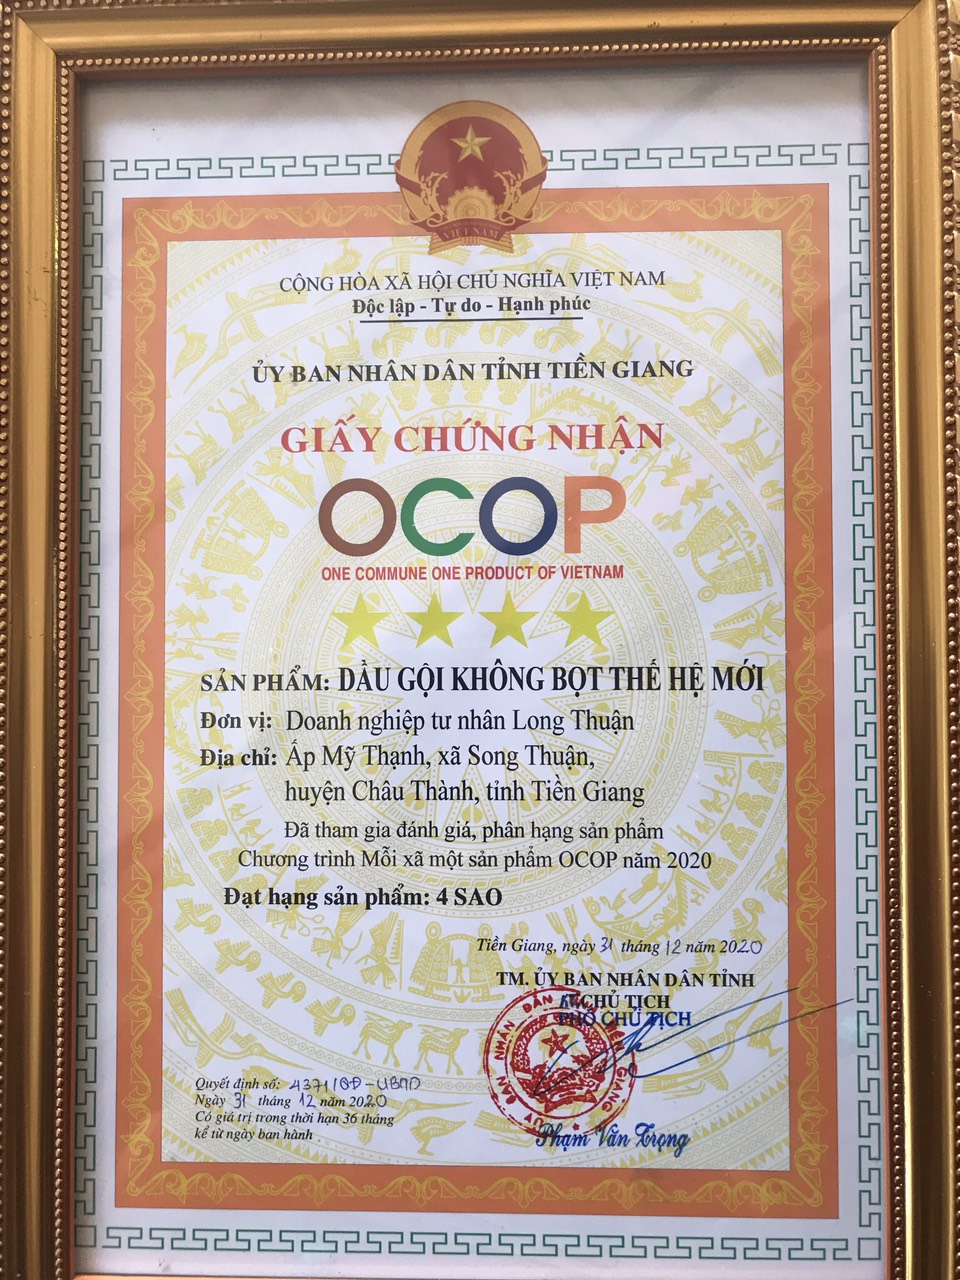 VIỆT NAM
CỘNG HÒA XÃ HỘI CHỦ NGHĨA VIỆT NAM
Độc lập - Tự do - Hạnh phúc
ỦY BAN NHÂN DÂN TỈNH TIỀN GIANG
GIẤY CHỨNG NHẬN
OCOP
ONE COMMUNE ONE PRODUCT OF VIETNAM
SẢN PHẨM: DẦU GỘI KHÔNG BỌT THẾ HỆ MỚI
Đơn vị: Doanh nghiệp tư nhân Long Thuận
Địa chỉ: Ấp Mỹ Thạnh, xã Song Thuận,
huyện Châu Thành, tỉnh Tiền Giang
Đã tham gia đánh giá, phân hạng sản phẩm
Chương trình Mỗi xã một sản phẩm OCOP năm 2020
Đạt hạng sản phẩm: 4 SAO
Tiền Giang, ngày 31 tháng 12 năm 2020
TM. ỦY BAN NHÂN DÂN TỈNH
KT.CHỦ TỊCH
PHÓ CHỦ TỊCH
Quyết định số: 4371/QĐ-UBND
Ngày 31 tháng 12 năm 2020
Có giá trị trong thời hạn 36 tháng
kể từ ngày ban hành
Phạm Văn Trọng